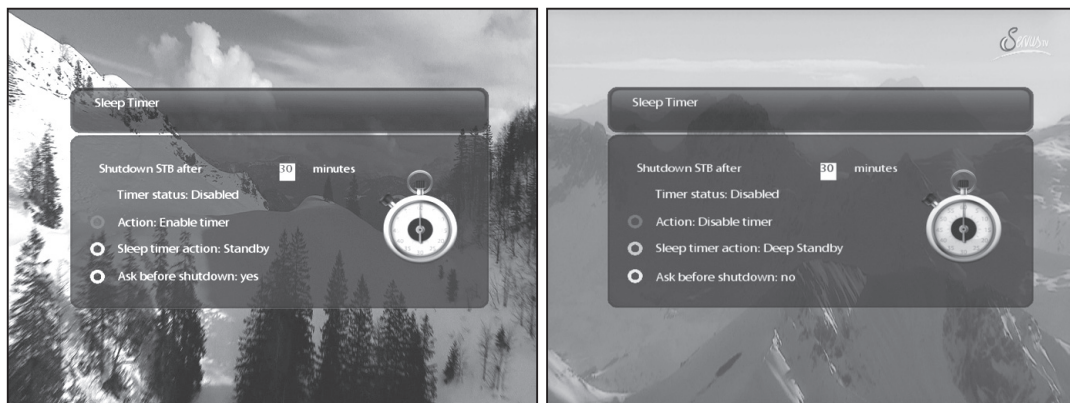 Sleep Timer
Shutdown STB after 30 minutes
Timer status: Disabled
Action: Enable timer
Sleep timer action: Standby
Ask before shutdown: yes
Servus TV
Sleep Timer
Shutdown STB after 30 minutes
Timer status: Disabled
Action: Disable timer
Sleep timer action: Deep Standby
Ask before shutdown: no